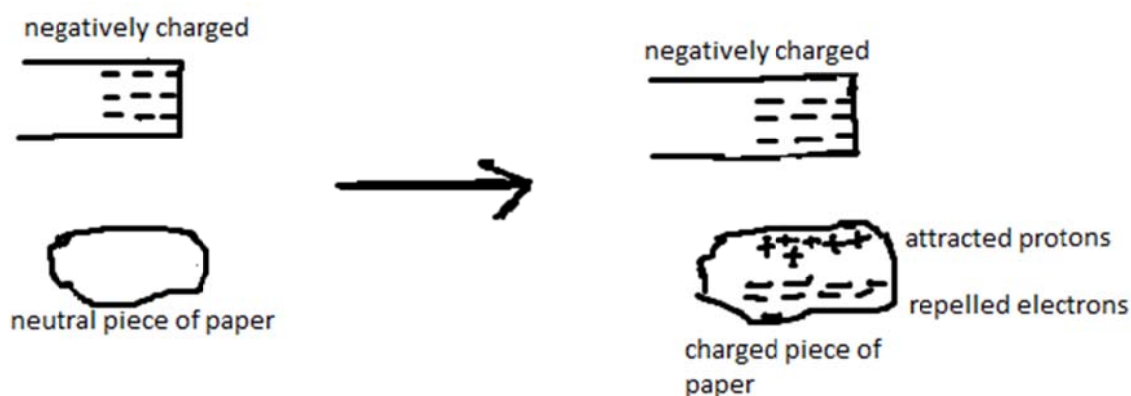 negatively charged
neutral piece of paper
negatively charged
attracted protons
repelled electrons
charged piece of
paper